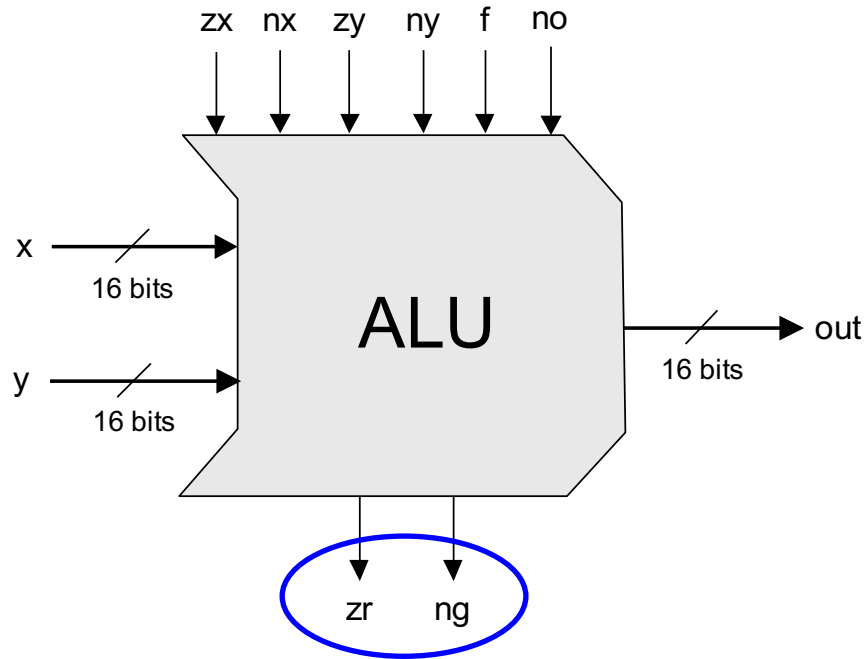 zx nx zy ny f no
x
16 bits
ALU
out
16 bits
y
16 bits
zr ng